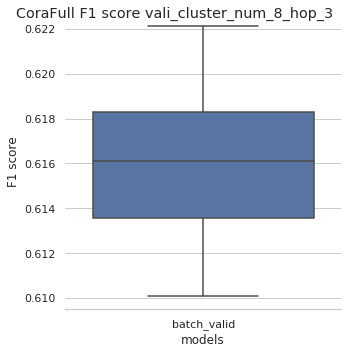 CoraFull F1 score vali_cluster_num_8_hop_3
0.622
0.620
0.618
0.616
0.614
0.612
0.610
F1 score
batch_valid
models